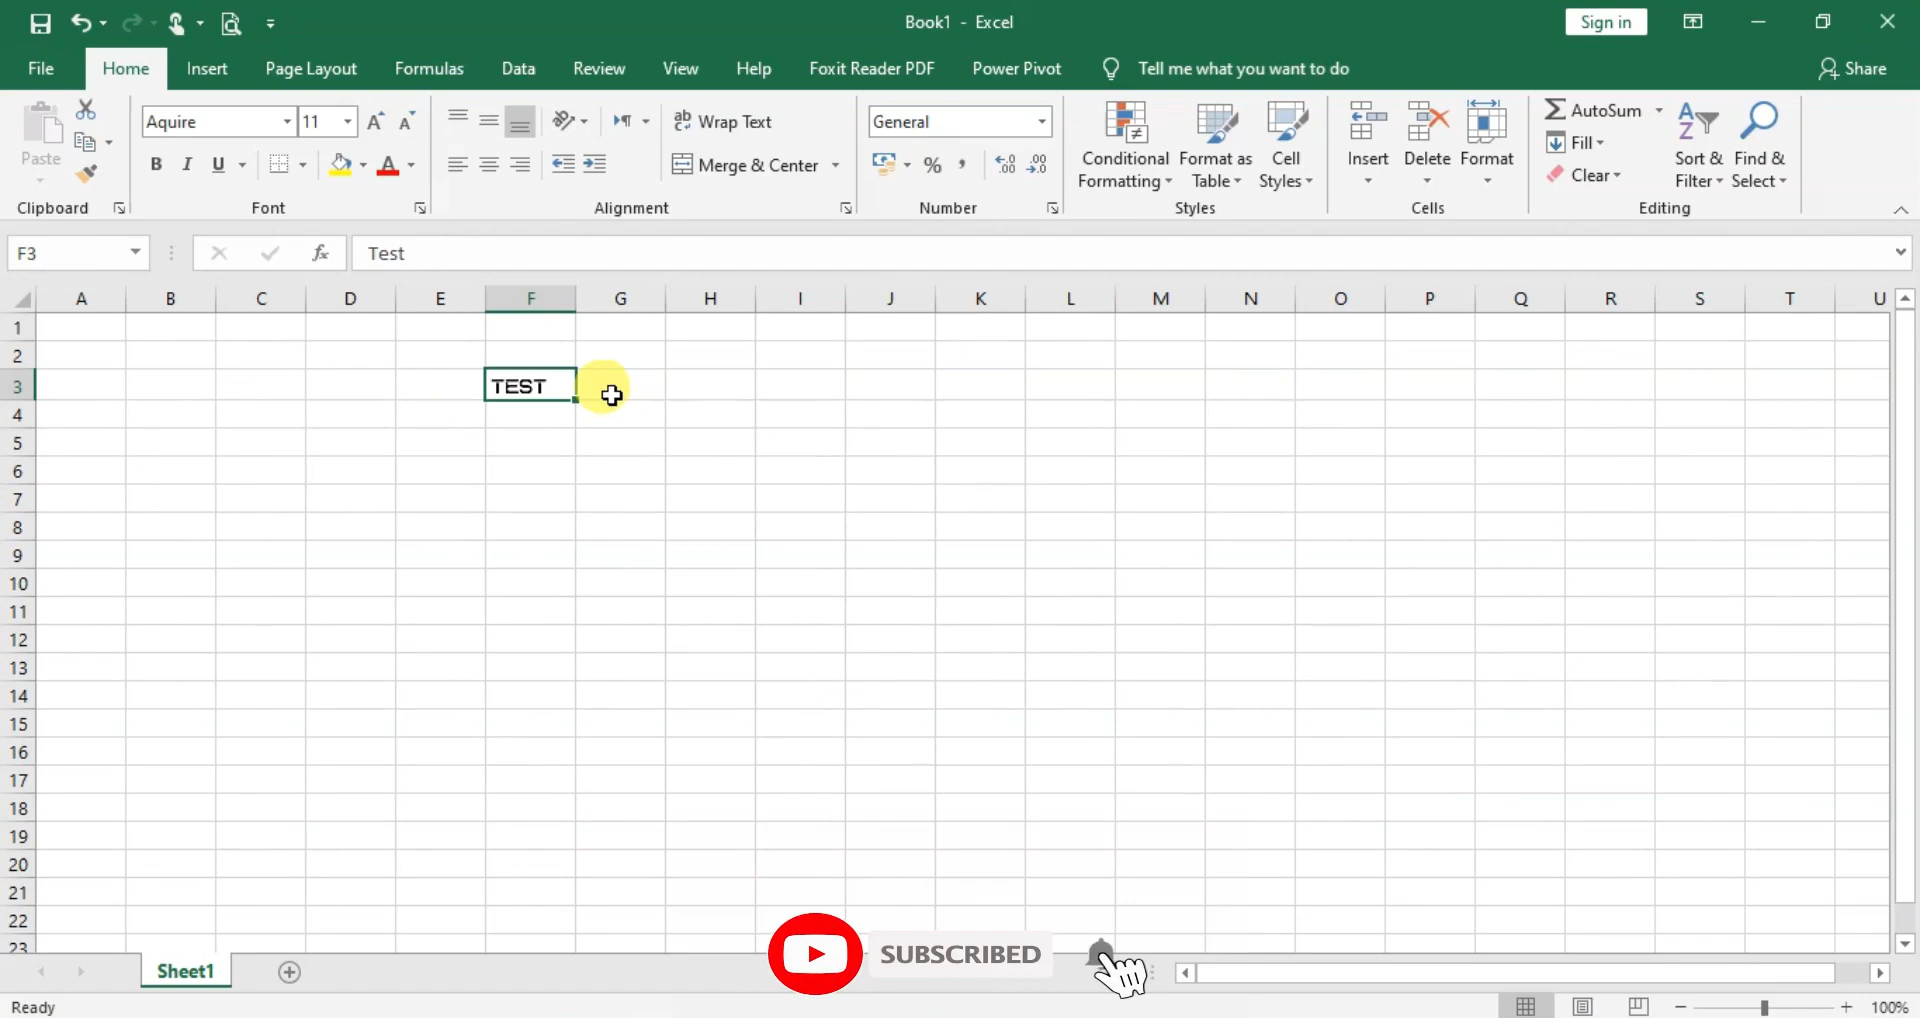 Book1 - Excel
Sign in
File Home Insert Page Layout Formulas Data Review View Help Foxit Reader PDF Power Pivot Tell me what you want to do Share
Paste
Clipboard
Aquire 11
B I U A
Font
Wrap Text
Merge & Center
Alignment
General
%
Number
Conditional Formatting
Format as Table
Cell Styles
Styles
Insert
Delete
Format
Cells
AutoSum
Fill
Clear
Sort & Filter
Find & Select
Editing
F3 fx Test
A B C D E F G H I J K L M N O P Q R S T U
1
2
3 TEST
4
5
6
7
8
9
10
11
12
13
14
15
16
17
18
19
20
21
22
23
SUBSCRIBED
Sheet1
Ready 100%